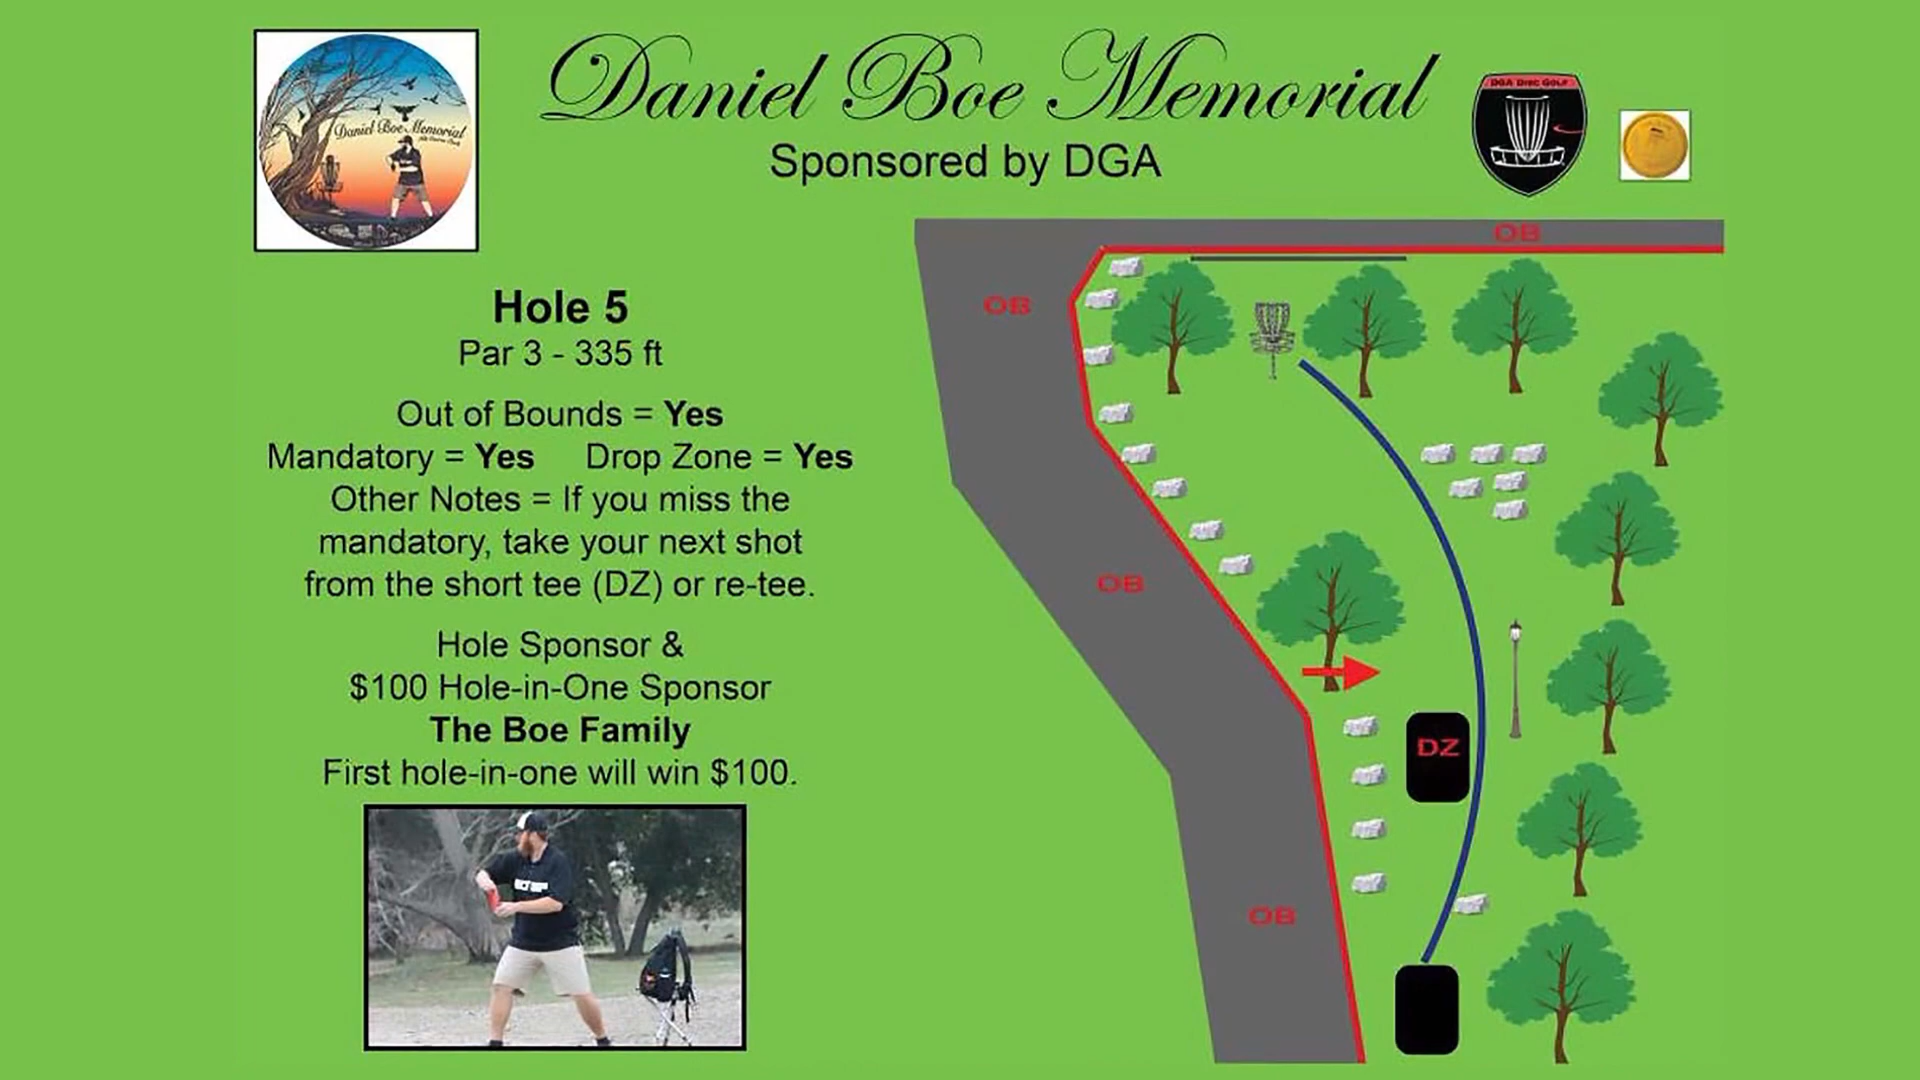 Daniel Boe Memorial
Sponsored by DGA
DGA Disc Golf
Daniel Boe Memorial
Hole 5
Par 3 - 335 ft
Out of Bounds = Yes
Mandatory = Yes Drop Zone = Yes
Other Notes = If you miss the
mandatory, take your next shot
from the short tee (DZ) or re-tee.
Hole Sponsor &
$100 Hole-in-One Sponsor
The Boe Family
First hole-in-one will win $100.
OB
OB
OB
DZ
OB